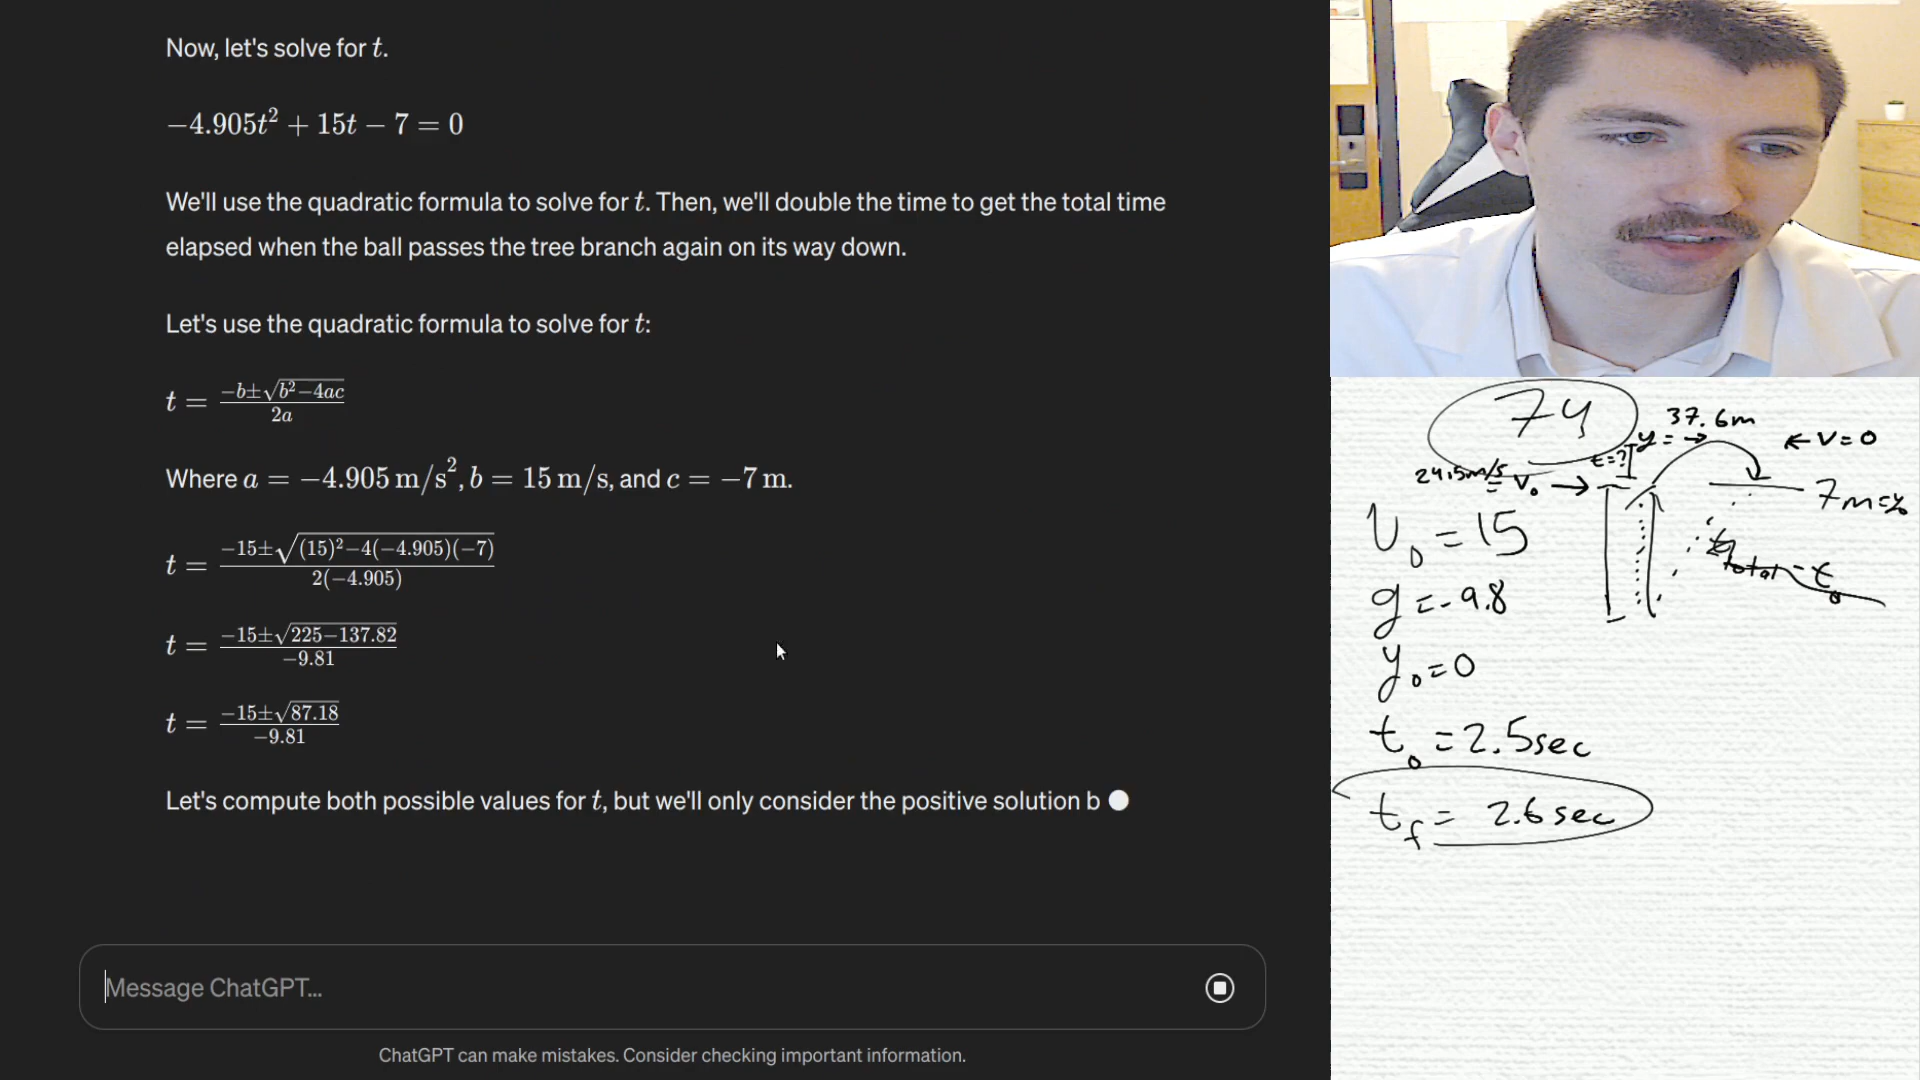 Now, let's solve for t.
−4.905t² + 15t − 7 = 0
We'll use the quadratic formula to solve for t. Then, we'll double the time to get the total time
elapsed when the ball passes the tree branch again on its way down.
Let's use the quadratic formula to solve for t:
t = (−b±√(b²−4ac))/(2a)
Where a = −4.905 m/s², b = 15 m/s, and c = −7 m.
t = (−15±√((15)²−4(−4.905)(−7)))/(2(−4.905))
t = (−15±√(225−137.82))/(−9.81)
t = (−15±√87.18)/(−9.81)
Let's compute both possible values for t, but we'll only consider the positive solution b
Message ChatGPT...
ChatGPT can make mistakes. Consider checking important information.
74
37.6m
y = →
← v = 0
t = ?
24.5m/s
= v₀ →
7m = y₀
total − t₀
v₀ = 15
g = -9.8
y₀ = 0
t₀ = 2.5sec
t_f = 2.6 sec